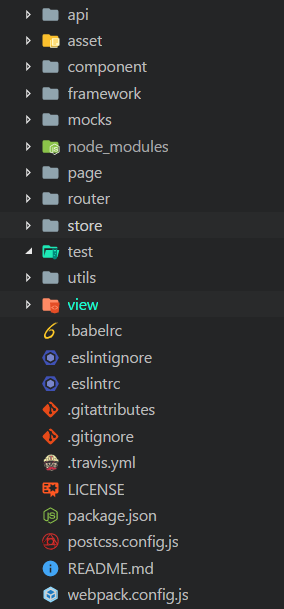 api
asset
component
framework
mocks
node_modules
page
router
store
test
utils
view
.babelrc
.eslintignore
.eslintrc
.gitattributes
.gitignore
.travis.yml
LICENSE
package.json
postcss.config.js
README.md
webpack.config.js